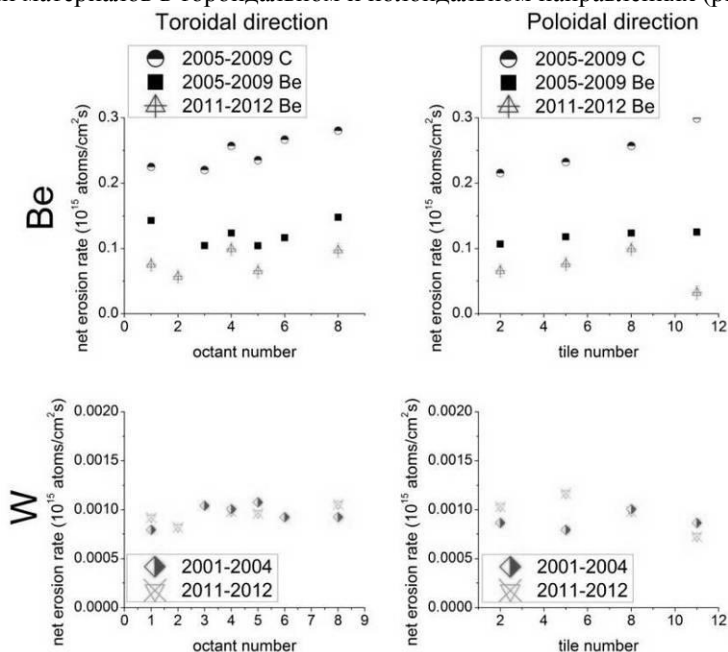 материалов в тороидальном и полоидальном направлениях
Toroidal direction
2005-2009 C
2005-2009 Be
2011-2012 Be
Be
net erosion rate (10¹⁵ atoms/cm²s)
0.3
0.2
0.1
0.0
0 2 4 6 8
octant number
Poloidal direction
2005-2009 C
2005-2009 Be
2011-2012 Be
net erosion rate (10¹⁵ atoms/cm²s)
0.3
0.2
0.1
0.0
2 4 6 8 10 12
tile number
W
net erosion rate (10¹⁵ atoms/cm²s)
0.0020
0.0015
0.0010
0.0005
0.0000
2001-2004
2011-2012
0 1 2 3 4 5 6 7 8 9
octant number
net erosion rate (10¹⁵ atoms/cm²s)
0.0020
0.0015
0.0010
0.0005
0.0000
2001-2004
2011-2012
2 4 6 8 10 12
tile number